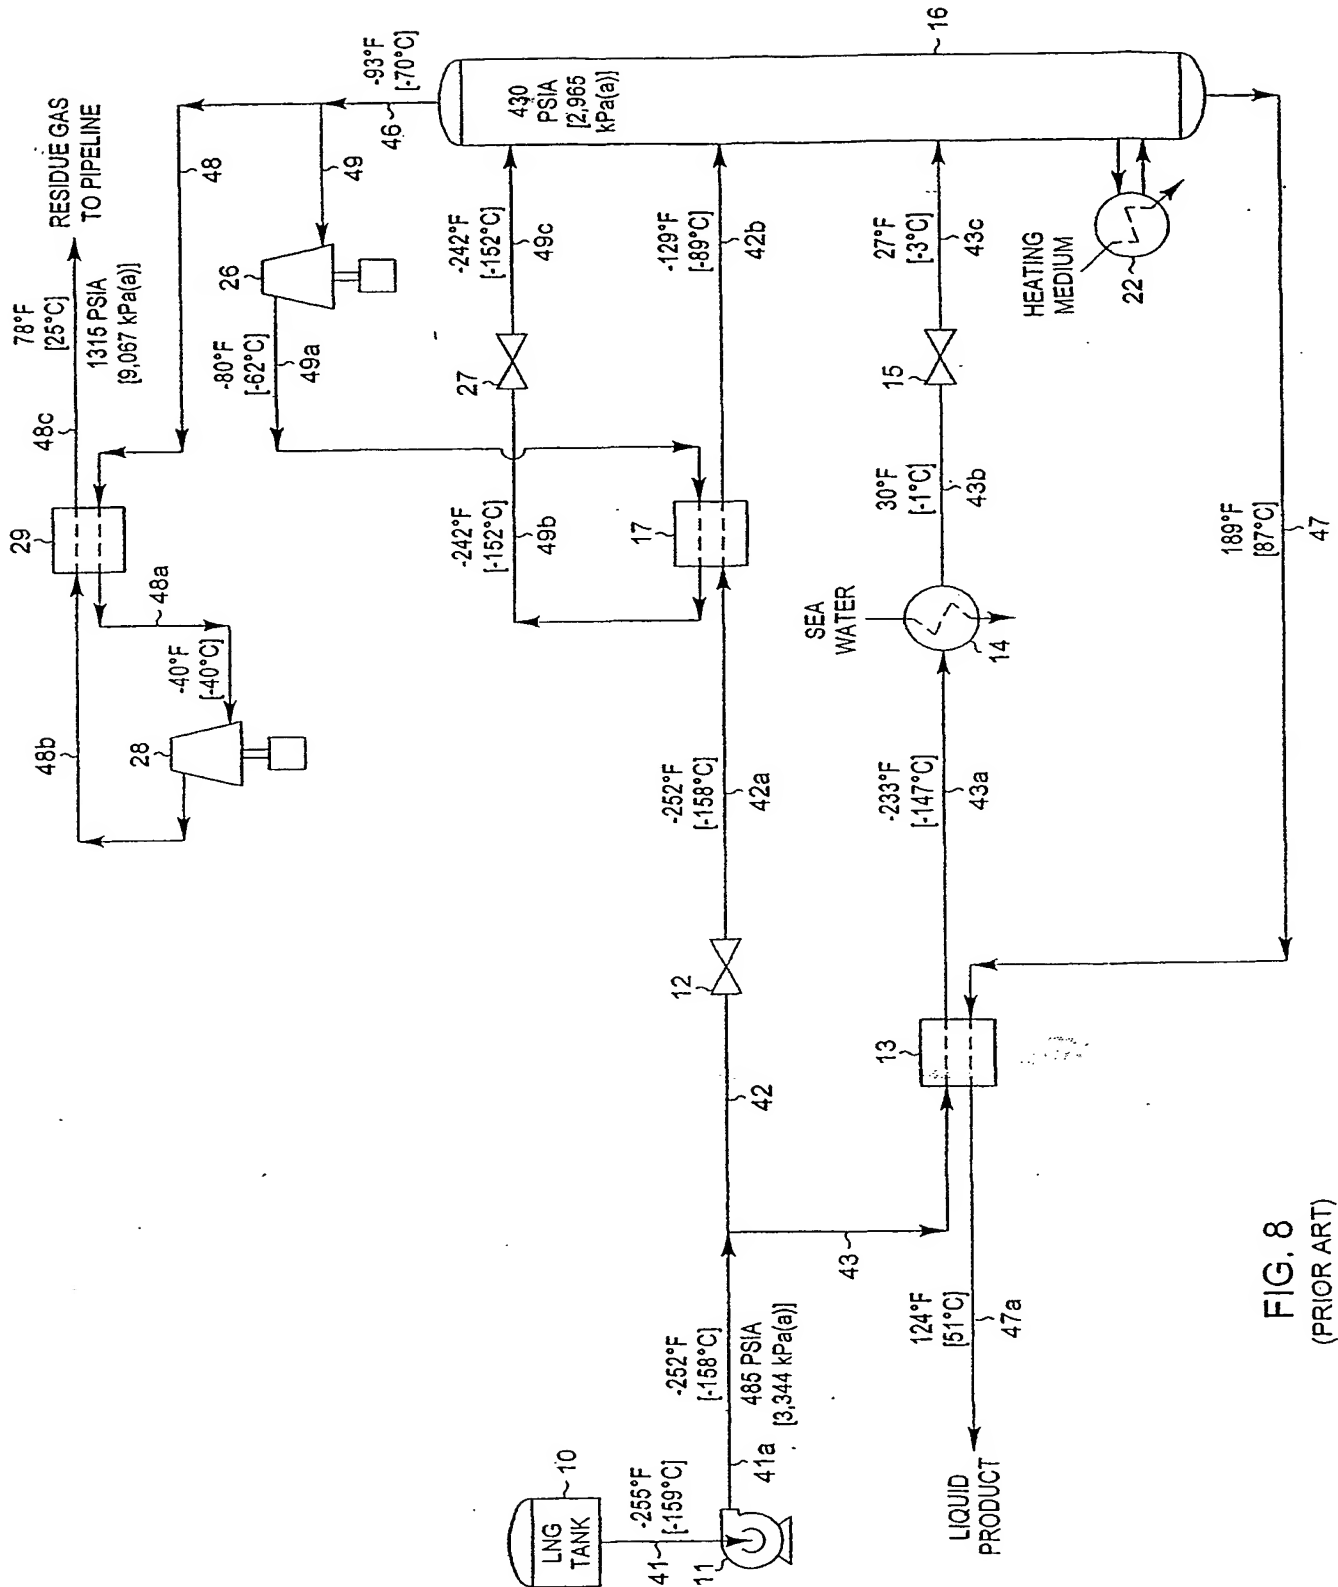 LNG
TANK
10
-255°F
[-159°C]
41
11
-252°F
[-158°C]
485 PSIA
[3,344 kPa(a)]
41a
42
12
43
-252°F
[-158°C]
42a
17
-129°F
[-89°C]
42b
13
-233°F
[-147°C]
43a
SEA
WATER
14
30°F
[-1°C]
43b
15
27°F
[-3°C]
43c
HEATING
MEDIUM
22
430
PSIA
[2,965
kPa(a)]
16
-93°F
[-70°C]
46
48
49
26
-80°F
[-62°C]
49a
-242°F
[-152°C]
49b
27
-242°F
[-152°C]
49c
29
48a
-40°F
[-40°C]
28
48b
48c
78°F
[25°C]
1315 PSIA
[9,067 kPa(a)]
RESIDUE GAS
TO PIPELINE
189°F
[87°C]
47
124°F
[51°C]
47a
LIQUID
PRODUCT
FIG. 8
(PRIOR ART)